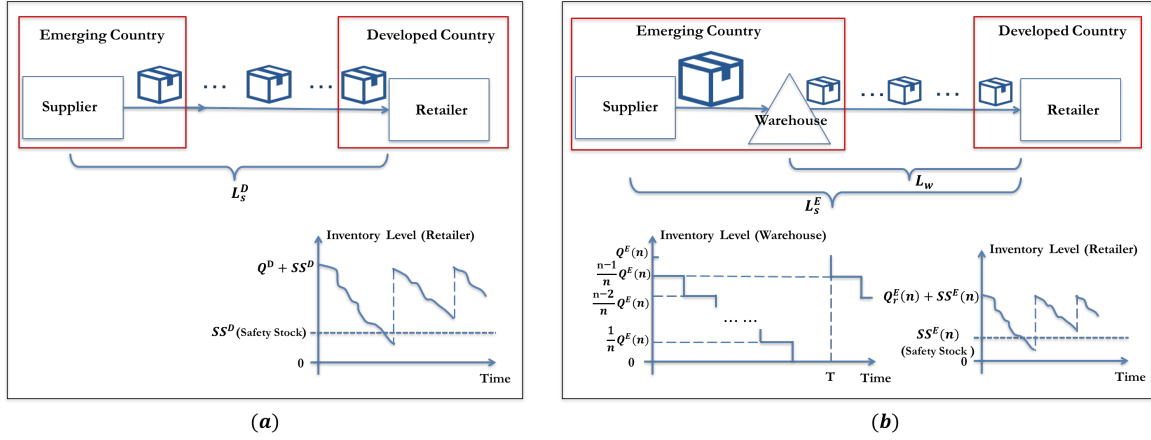 Emerging Country
Developed Country
Supplier
... ...
Retailer
L_s^D
Inventory Level (Retailer)
Q^D + SS^D
SS^D (Safety Stock)
0
Time
(a)
Emerging Country
Developed Country
Supplier
Warehouse
... ...
Retailer
L_w
L_s^E
Inventory Level (Warehouse)
Q^E(n)
n−1/n Q^E(n)
n−2/n Q^E(n)
... ...
1/n Q^E(n)
0
T
Time
Inventory Level (Retailer)
Q_r^E(n) + SS^E(n)
SS^E(n)
(Safety Stock)
0
Time
(b)